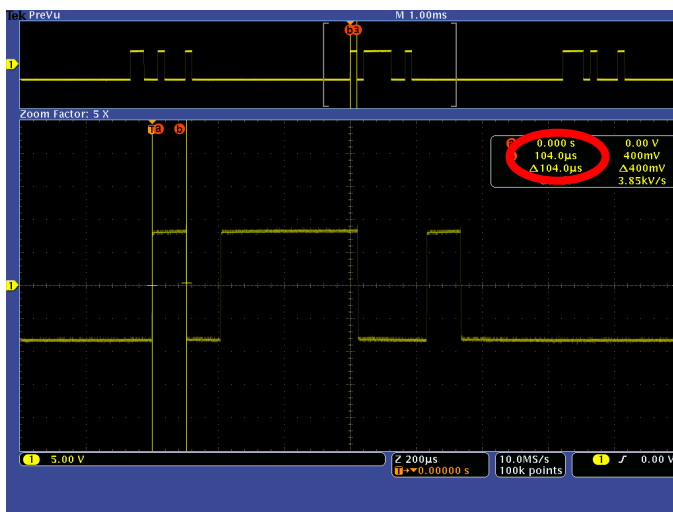 Tek PreVu M 1.00ms
b a
1
Zoom Factor: 5 X
T a b
0.000 s 0.00 V
104.0µs 400mV
Δ104.0µs Δ400mV
3.85kV/s
1
1 5.00 V
Z 200µs 10.0MS/s 1 0.00 V
T→▼0.00000 s 100k points